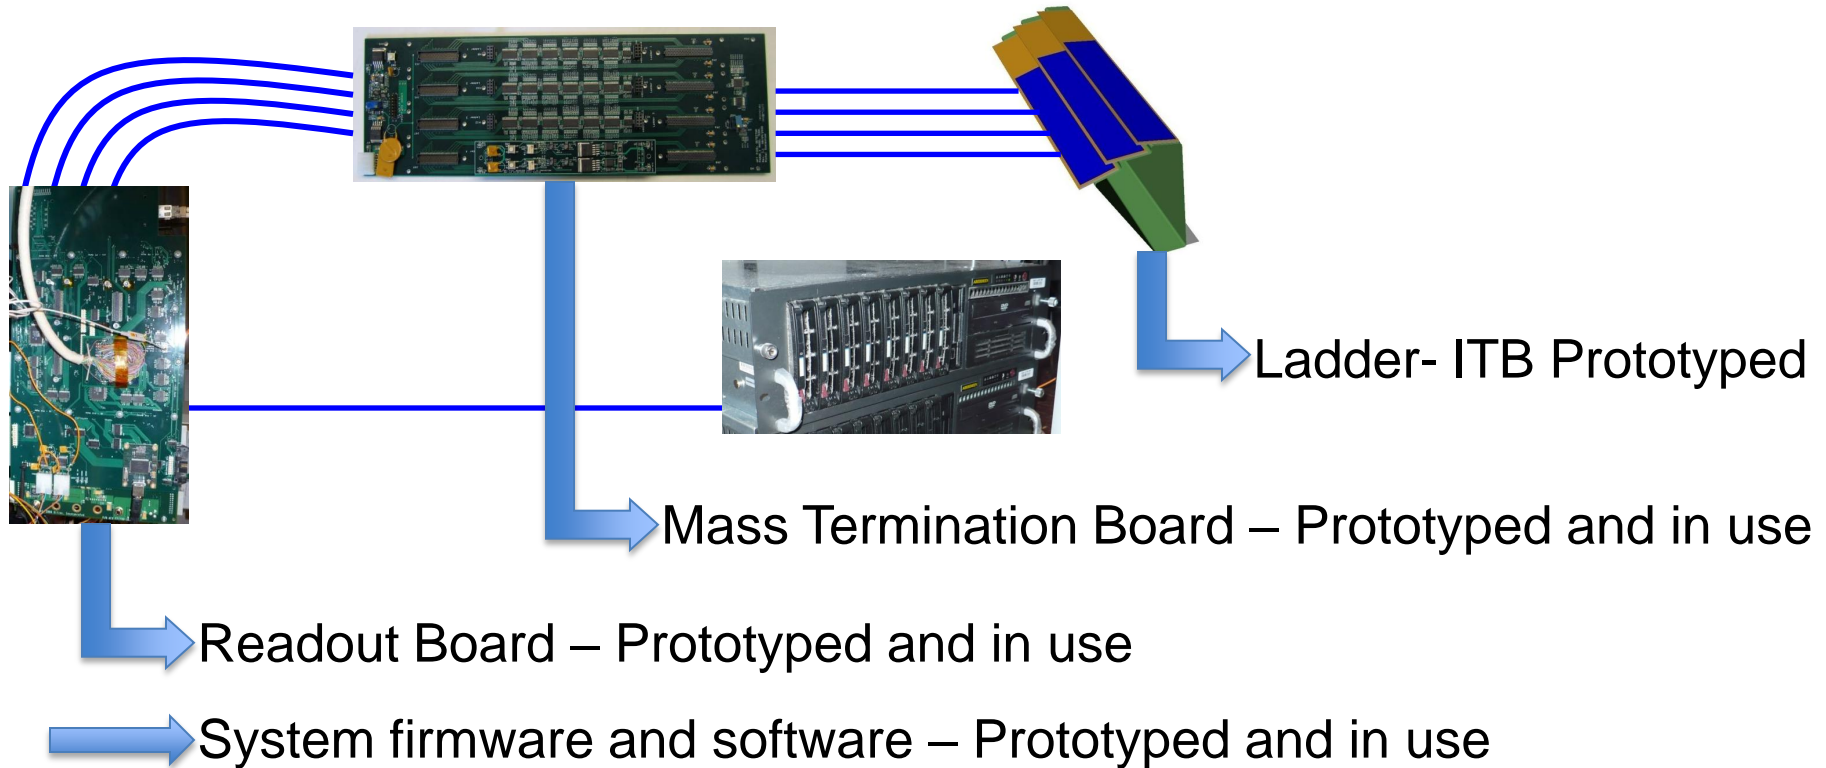 Ladder- ITB Prototyped
Mass Termination Board – Prototyped and in use
Readout Board – Prototyped and in use
System firmware and software – Prototyped and in use